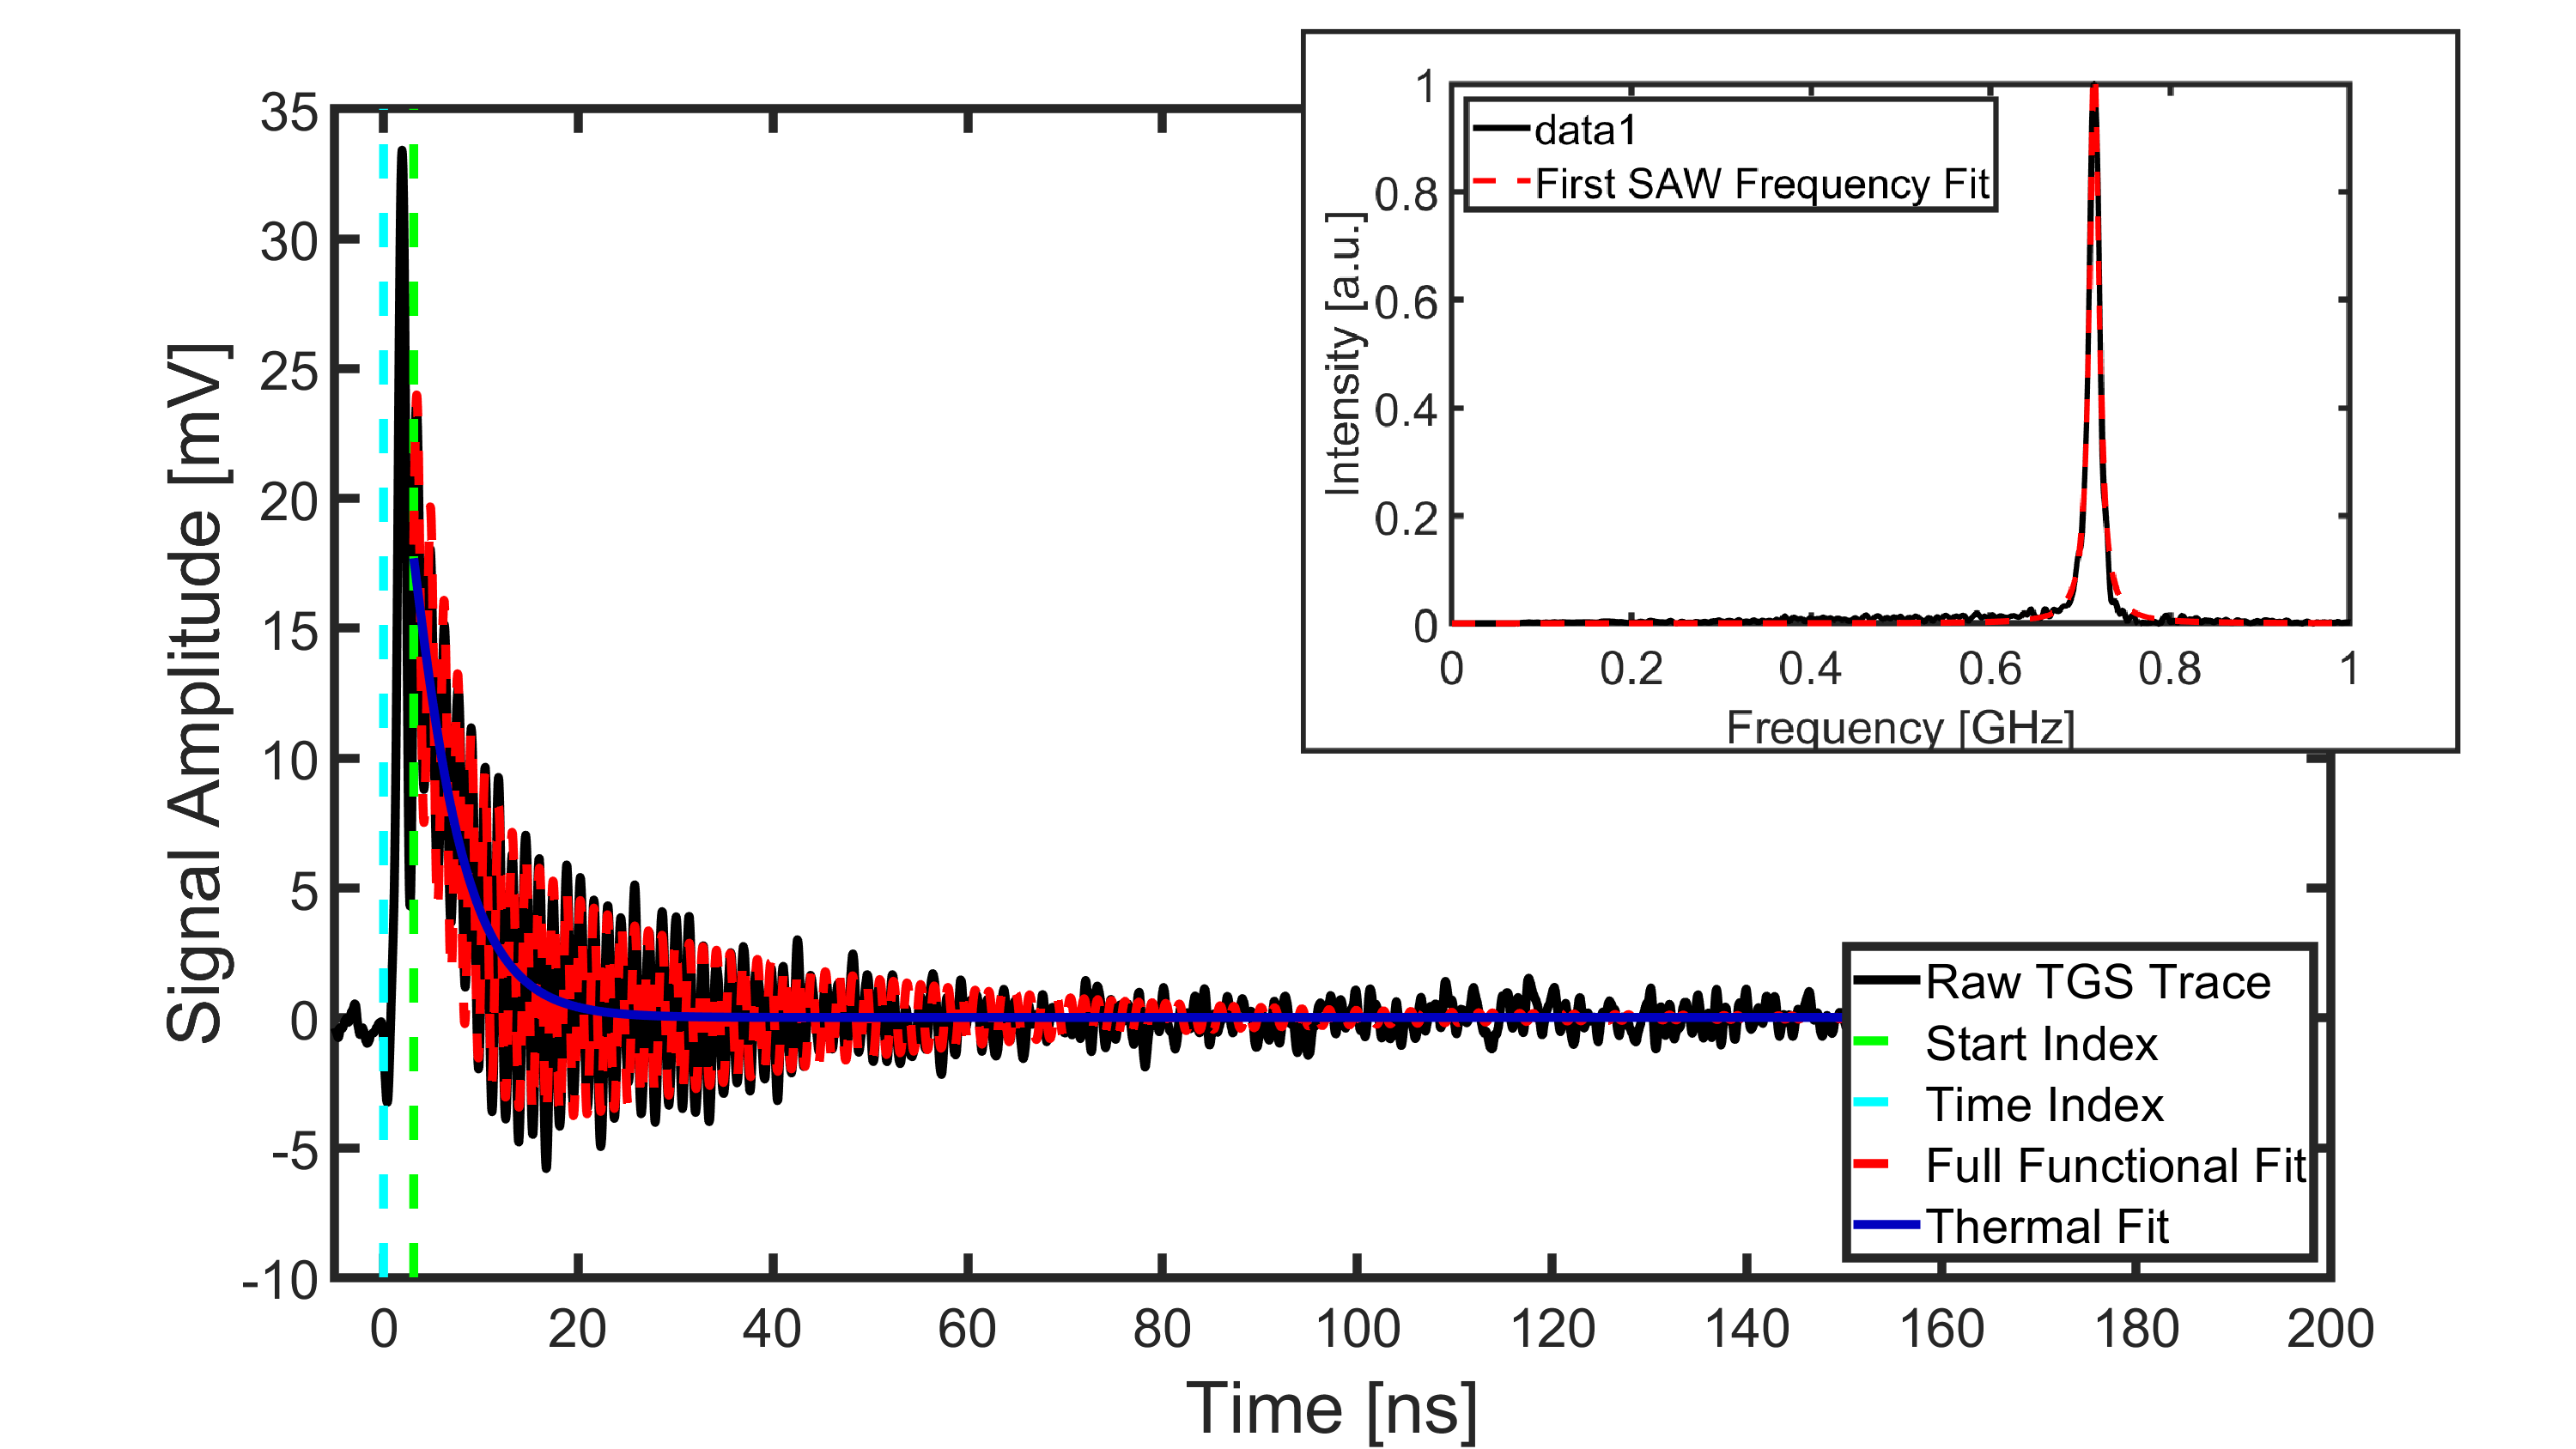 35
30
25
20
15
10
5
0
-5
-10
Signal Amplitude [mV]
0 20 40 60 80 100 120 140 160 180 200
Time [ns]
Raw TGS Trace
Start Index
Time Index
Full Functional Fit
Thermal Fit
1
0.8
0.6
0.4
0.2
0
Intensity [a.u.]
data1
First SAW Frequency Fit
0 0.2 0.4 0.6 0.8 1
Frequency [GHz]